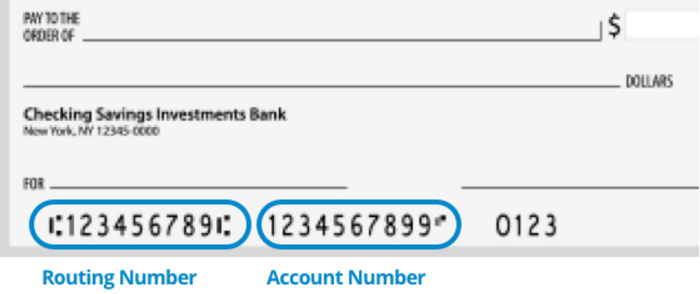 PAY TO THE
ORDER OF $
DOLLARS
Checking Savings Investments Bank
New York, NY 12345-0000
FOR
⑆123456789⑆ 1234567899⑈ 0123
Routing Number Account Number